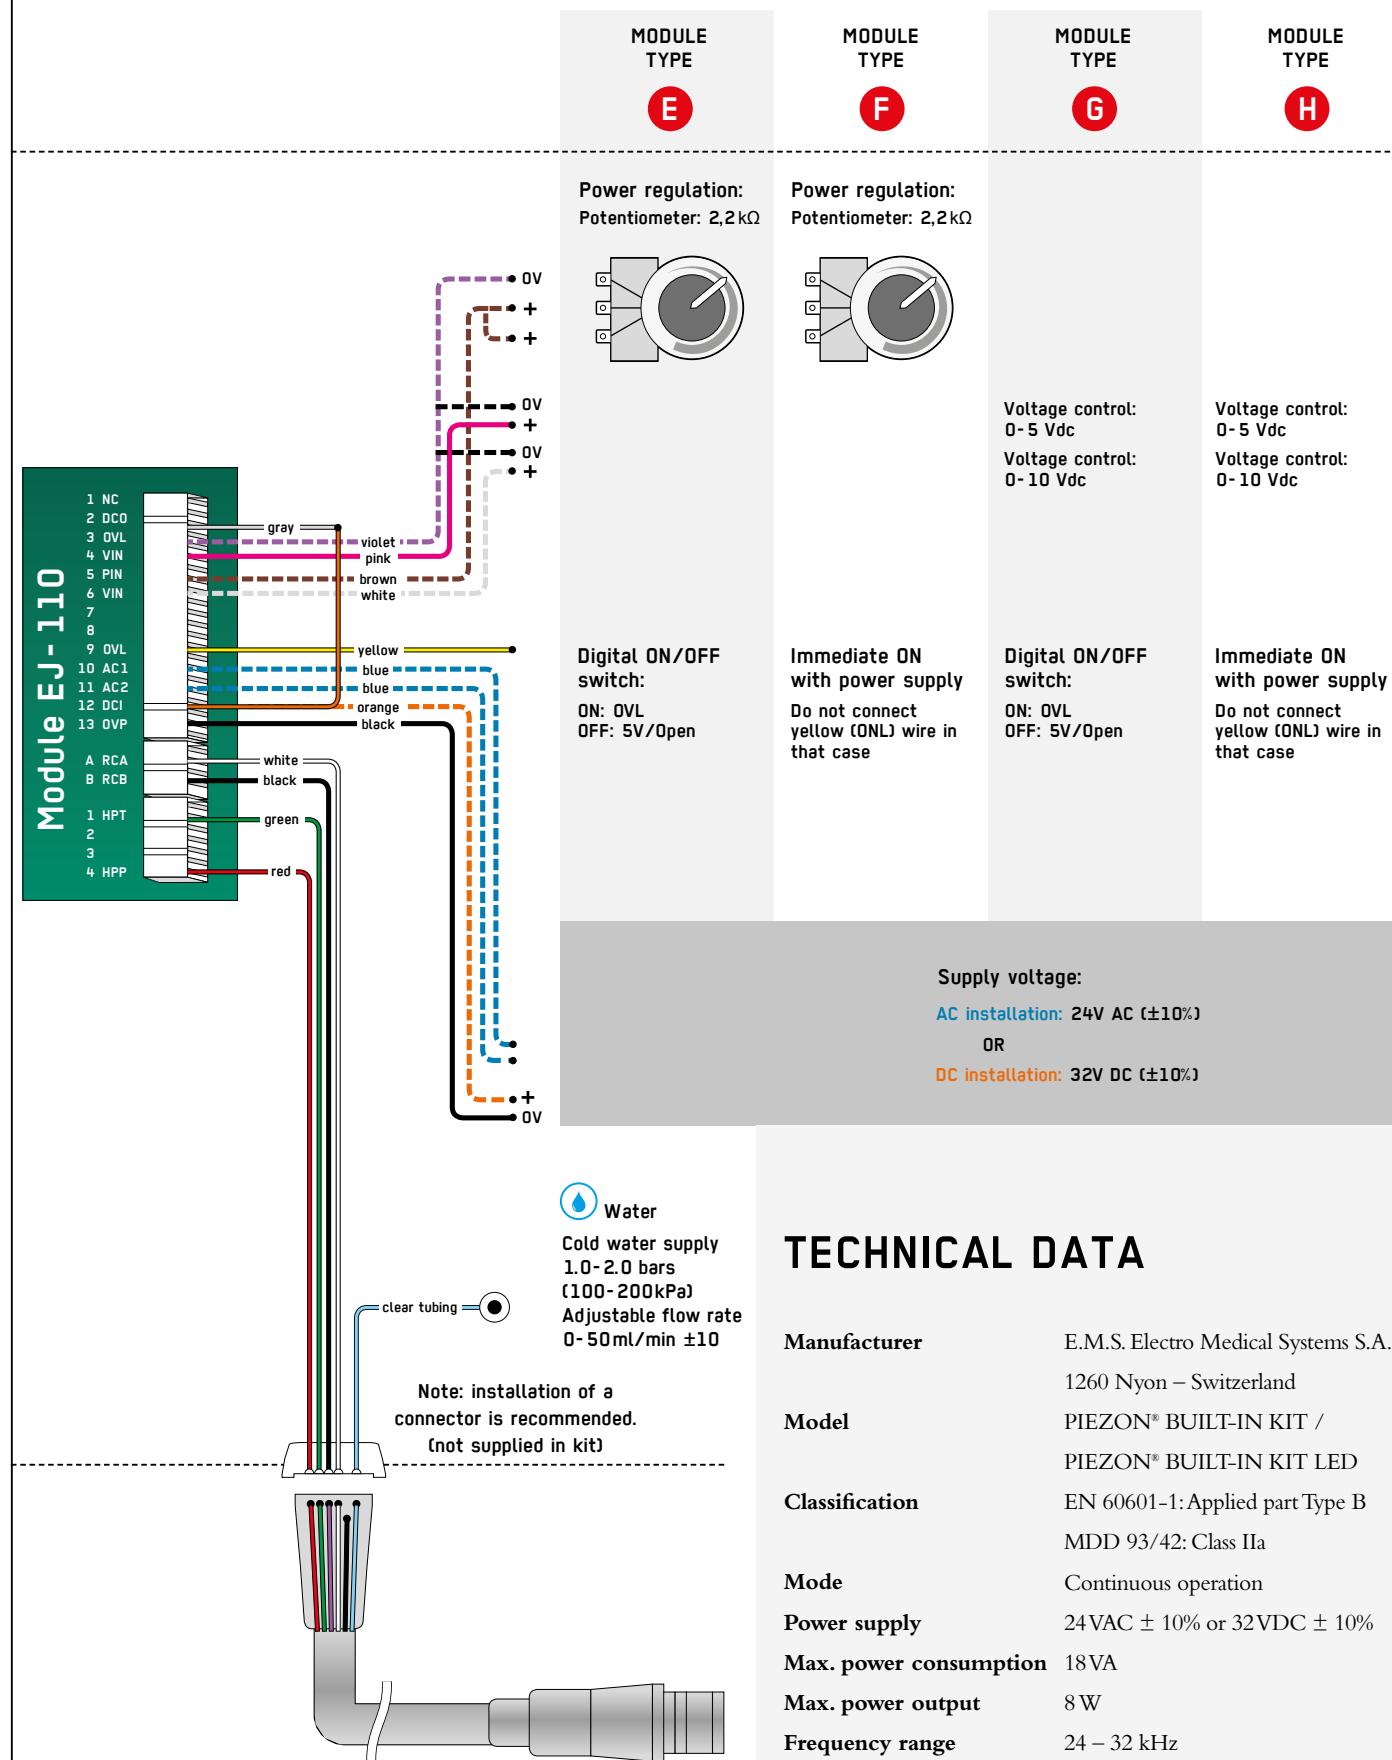 MODULE
TYPE
E
MODULE
TYPE
F
MODULE
TYPE
G
MODULE
TYPE
H
Power regulation:
Potentiometer: 2,2 kΩ
Power regulation:
Potentiometer: 2,2 kΩ
0V
+
+
0V
+
0V
+
Voltage control:
0-5 Vdc
Voltage control:
0-10 Vdc
Voltage control:
0-5 Vdc
Voltage control:
0-10 Vdc
Module EJ-110
1 NC
2 DCO
3 OVL
4 VIN
5 PIN
6 VIN
7
8
9 OVL
10 AC1
11 AC2
12 DCI
13 OVP
A RCA
B RCB
1 HPT
2
3
4 HPP
gray
violet
pink
brown
white
yellow
blue
blue
orange
black
white
black
green
red
Digital ON/OFF
switch:
ON: OVL
OFF: 5V/Open
Immediate ON
with power supply
Do not connect
yellow (ONL) wire in
that case
Digital ON/OFF
switch:
ON: OVL
OFF: 5V/Open
Immediate ON
with power supply
Do not connect
yellow (ONL) wire in
that case
Supply voltage:
AC installation: 24V AC (±10%)
OR
DC installation: 32V DC (±10%)
+
0V
Water
Cold water supply
1.0-2.0 bars
(100-200kPa)
Adjustable flow rate
0-50ml/min ±10
clear tubing
Note: installation of a
connector is recommended.
(not supplied in kit)
TECHNICAL DATA
Manufacturer E.M.S. Electro Medical Systems S.A.
1260 Nyon – Switzerland
Model PIEZON® BUILT-IN KIT /
PIEZON® BUILT-IN KIT LED
Classification EN 60601-1: Applied part Type B
MDD 93/42: Class IIa
Mode Continuous operation
Power supply 24 VAC ± 10% or 32 VDC ± 10%
Max. power consumption 18 VA
Max. power output 8 W
Frequency range 24 – 32 kHz